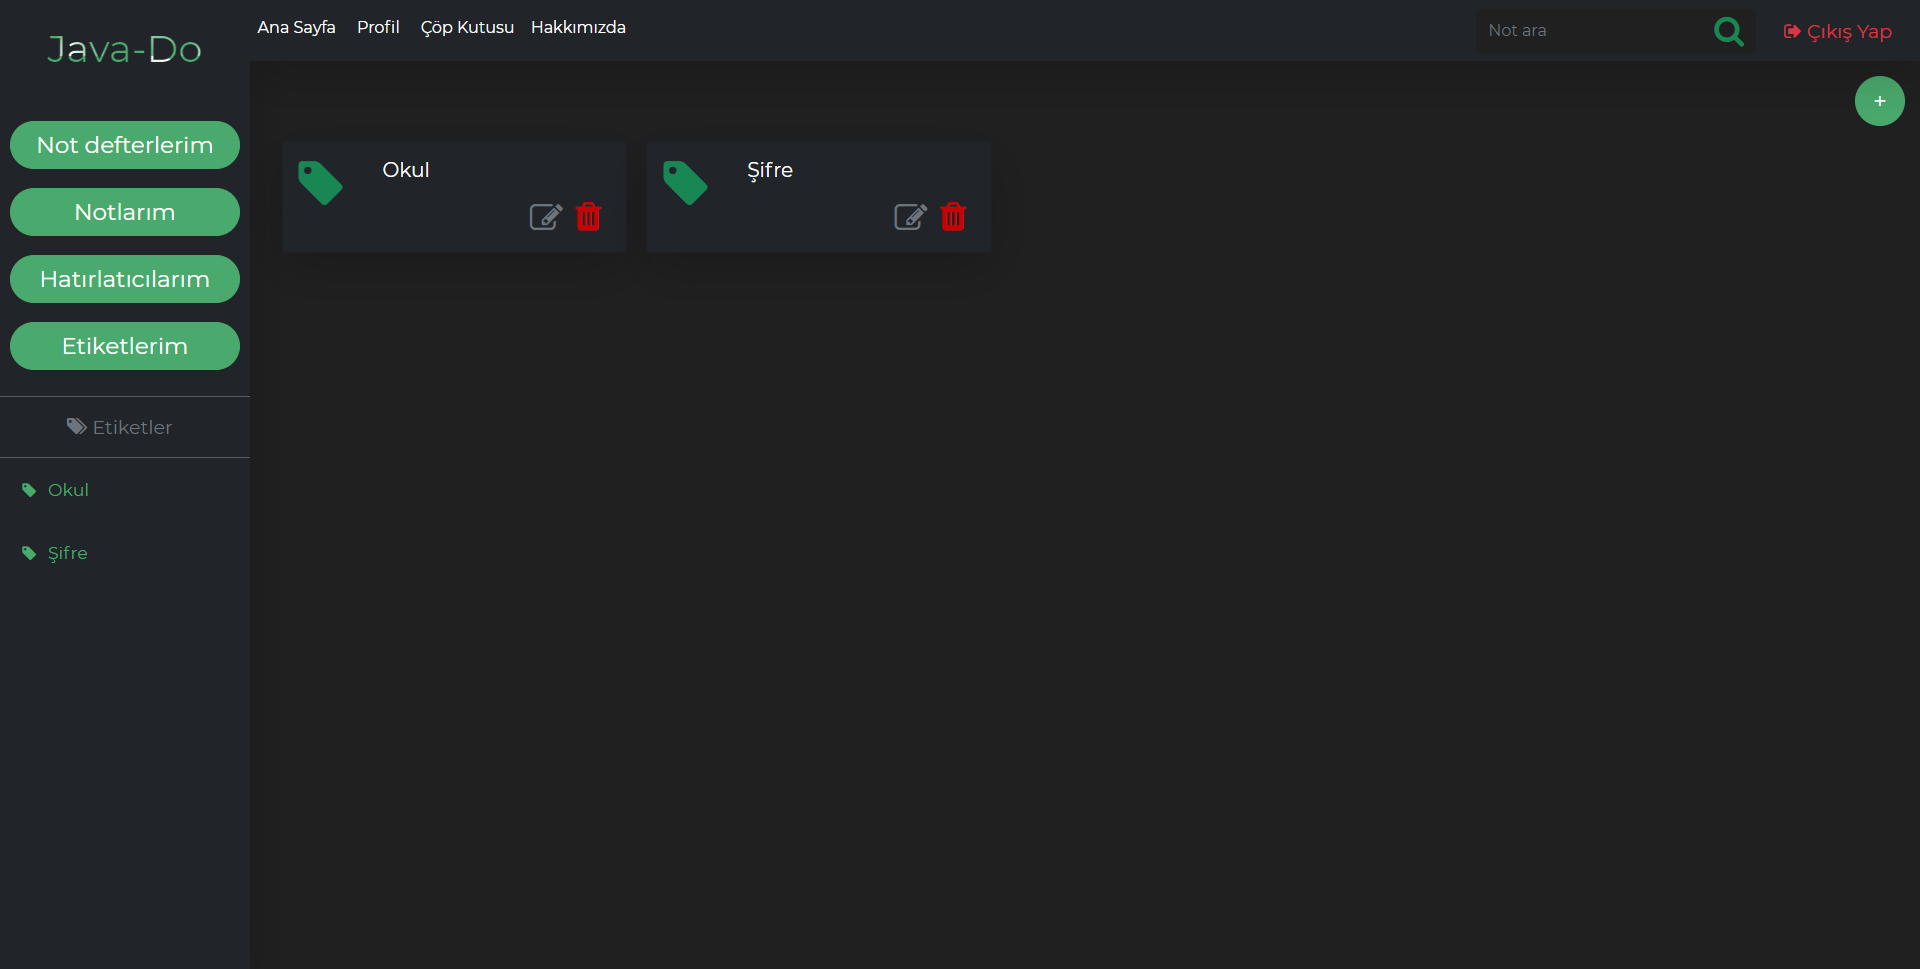 Java-Do
Ana Sayfa Profil Çöp Kutusu Hakkımızda
Not ara
Çıkış Yap
+
Not defterlerim
Notlarım
Hatırlatıcılarım
Etiketlerim
Etiketler
Okul
Şifre
Okul
Şifre